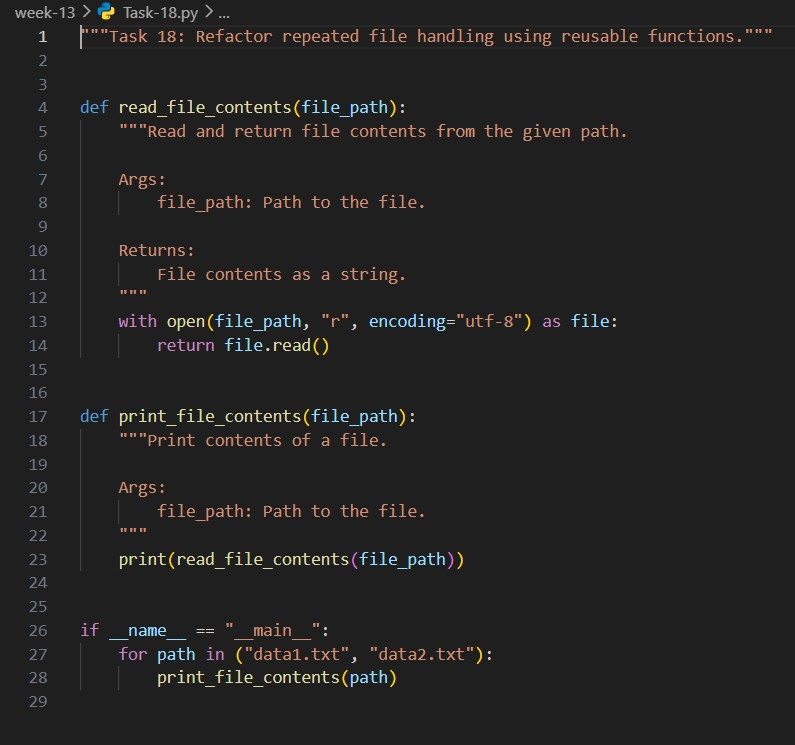 week-13 > Task-18.py > ...
1 """Task 18: Refactor repeated file handling using reusable functions."""
2
3
4 def read_file_contents(file_path):
5     """Read and return file contents from the given path.
6
7     Args:
8         file_path: Path to the file.
9
10     Returns:
11         File contents as a string.
12     """
13     with open(file_path, "r", encoding="utf-8") as file:
14         return file.read()
15
16
17 def print_file_contents(file_path):
18     """Print contents of a file.
19
20     Args:
21         file_path: Path to the file.
22     """
23     print(read_file_contents(file_path))
24
25
26 if __name__ == "__main__":
27     for path in ("data1.txt", "data2.txt"):
28         print_file_contents(path)
29